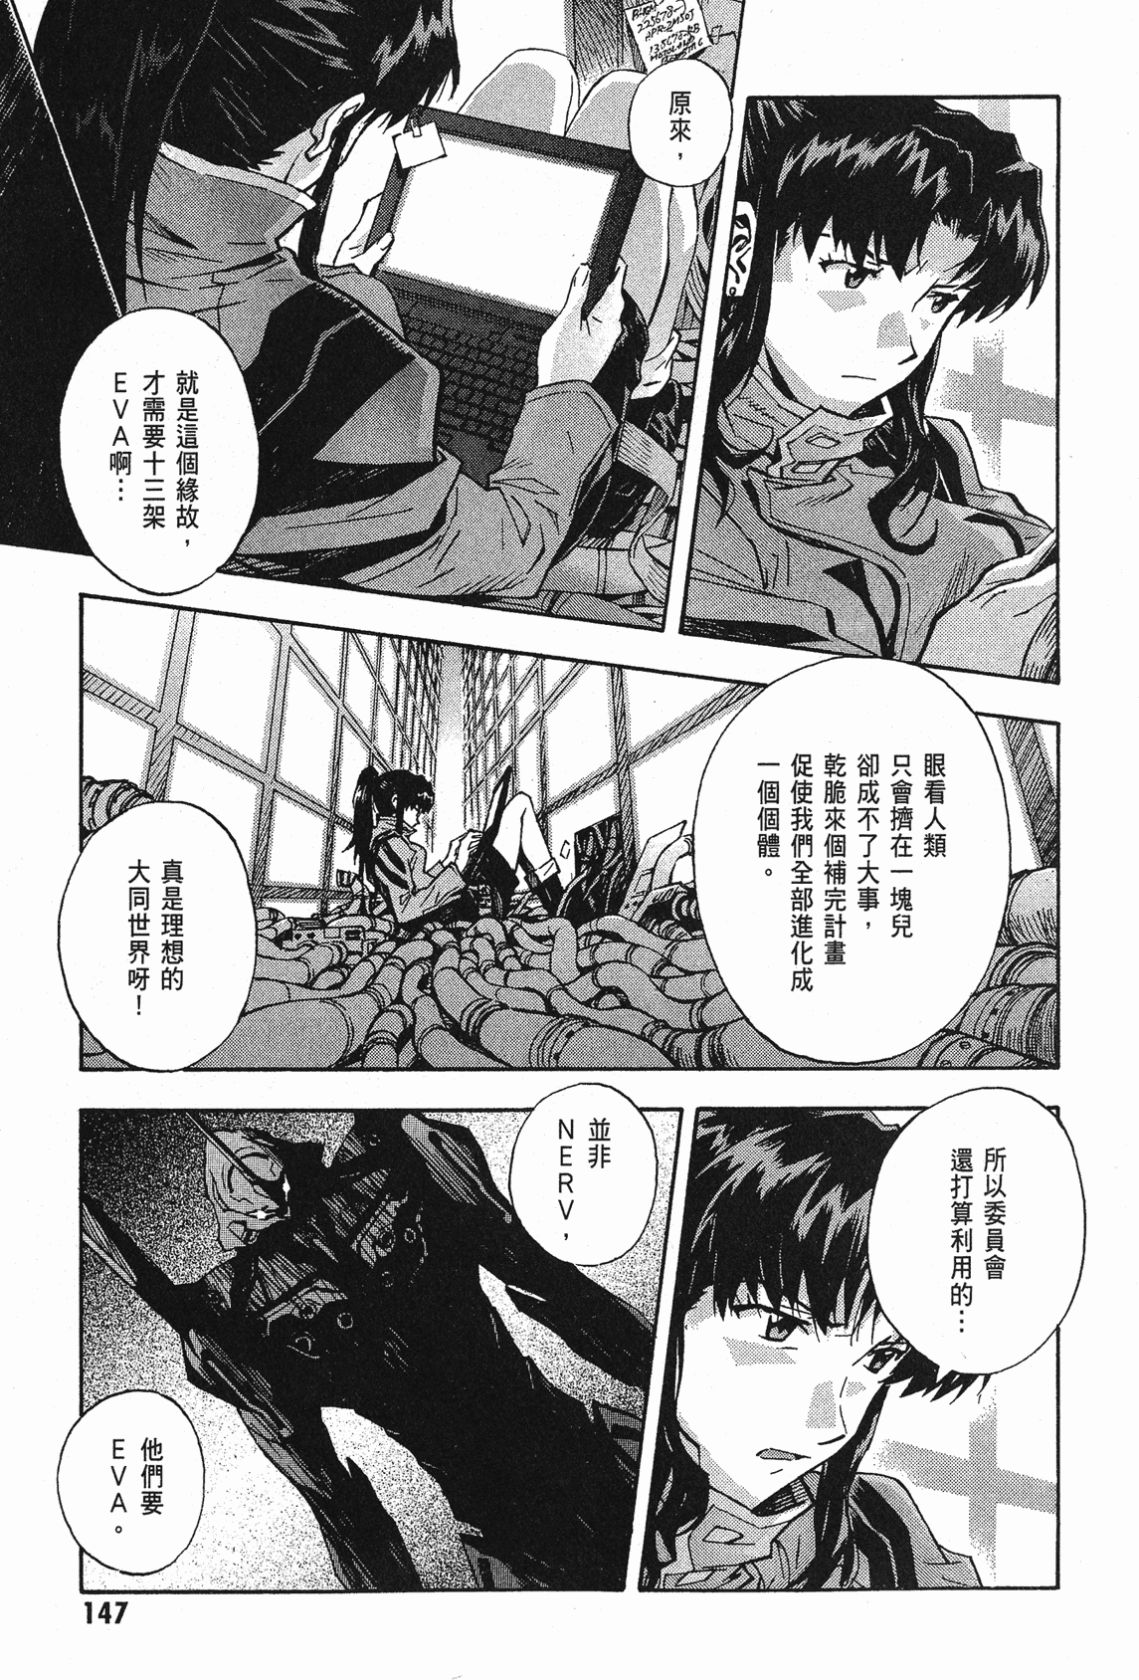 原來，
就是這個緣故，
才需要十三架
EVA啊…
眼看人類
只會擠在一塊兒
卻成不了大事，
乾脆來個補完計畫
促使我們全部進化成
一個個體。
真是理想的
大同世界呀！
所以委員會
還打算利用的…
並非
NERV，
他們要
EVA。
147